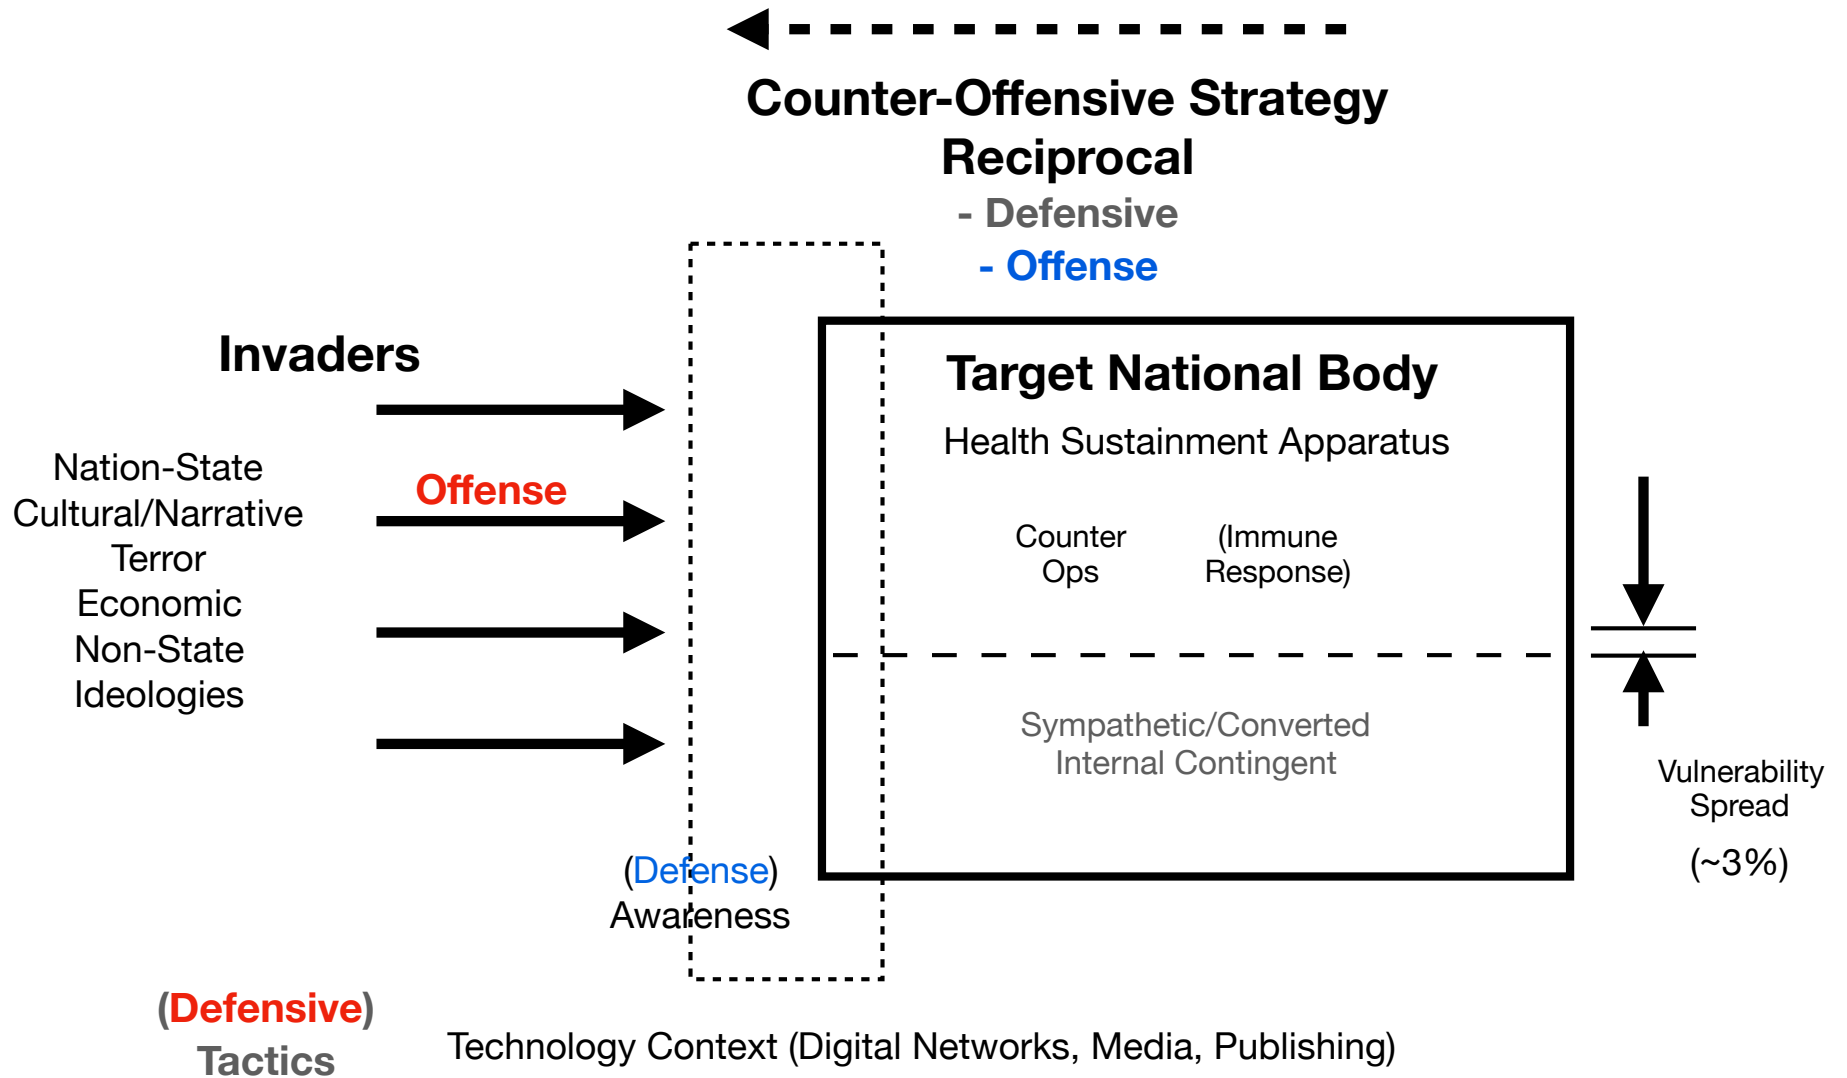 Counter-Offensive Strategy
Reciprocal
- Defensive
- Offense
Invaders
Nation-State
Cultural/Narrative
Terror
Economic
Non-State
Ideologies
Offense
Target National Body
Health Sustainment Apparatus
Counter
Ops
(Immune
Response)
Sympathetic/Converted
Internal Contingent
Vulnerability
Spread
(~3%)
(Defense)
Awareness
(Defensive)
Tactics
Technology Context (Digital Networks, Media, Publishing)